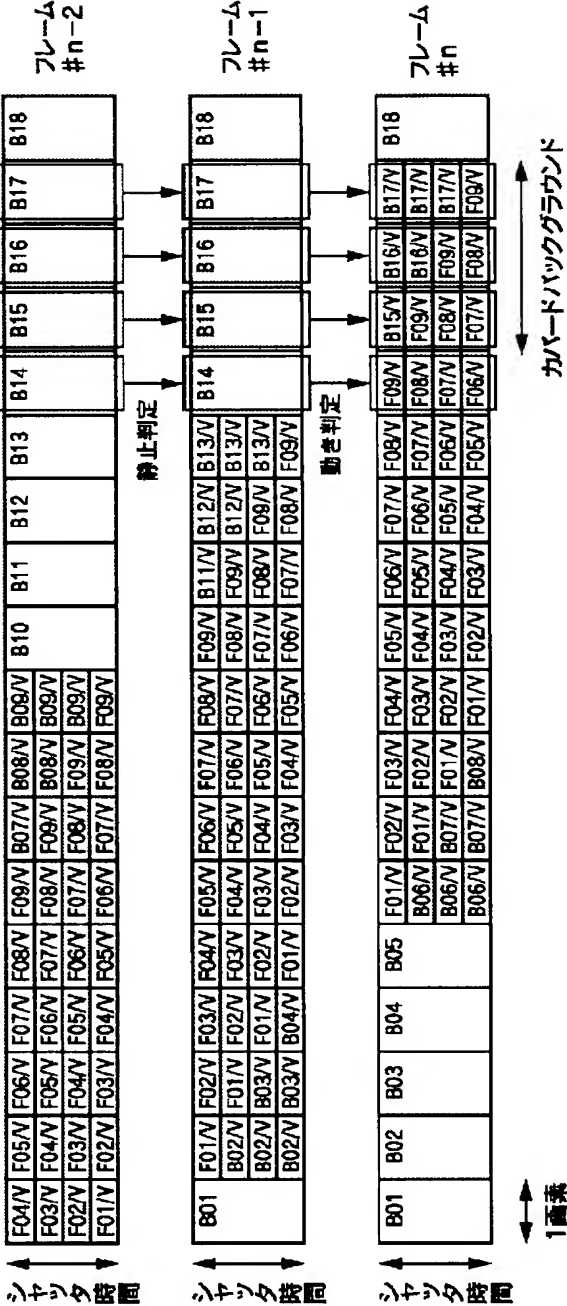 シャッタ時間
F04/V F05/V F06/V F07/V F08/V F09/V B07/V B08/V B09/V B10 B11 B12 B13 B14 B15 B16 B17 B18
F03/V F04/V F05/V F06/V F07/V F08/V F09/V B08/V B09/V
F02/V F03/V F04/V F05/V F06/V F07/V F08/V F09/V B09/V
F01/V F02/V F03/V F04/V F05/V F06/V F07/V F08/V F09/V
フレーム
#n-2
静止判定
シャッタ時間
B01 F01/V F02/V F03/V F04/V F05/V F06/V F07/V F08/V F09/V B11/V B12/V B13/V B14 B15 B16 B17 B18
B02/V F01/V F02/V F03/V F04/V F05/V F06/V F07/V F08/V F09/V B12/V B13/V
B02/V B03/V F01/V F02/V F03/V F04/V F05/V F06/V F07/V F08/V F09/V B13/V
B02/V B03/V B04/V F01/V F02/V F03/V F04/V F05/V F06/V F07/V F08/V F09/V
フレーム
#n-1
動き判定
シャッタ時間
B01 B02 B03 B04 B05 F01/V F02/V F03/V F04/V F05/V F06/V F07/V F08/V F09/V B15/V B16/V B17/V B18
B06/V F01/V F02/V F03/V F04/V F05/V F06/V F07/V F08/V F09/V B16/V B17/V
B06/V B07/V F01/V F02/V F03/V F04/V F05/V F06/V F07/V F08/V F09/V B17/V
B06/V B07/V B08/V F01/V F02/V F03/V F04/V F05/V F06/V F07/V F08/V F09/V
フレーム
#n
1画素
カバードバックグラウンド